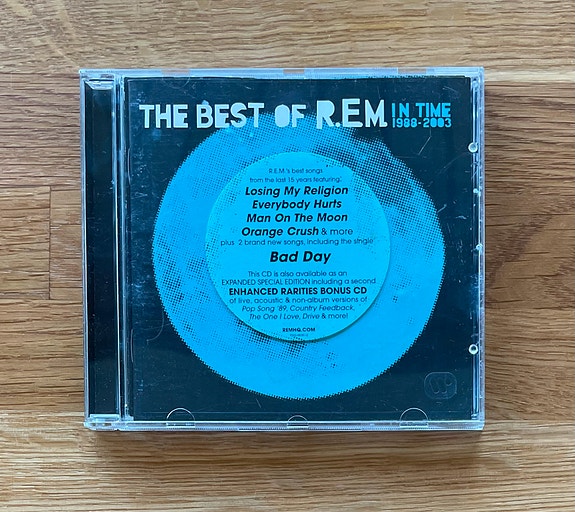 THE BEST OF R.E.M. IN TIME
1988-2003
R.E.M.'s best songs
from the last 15 years featuring:
Losing My Religion
Everybody Hurts
Man On The Moon
Orange Crush & more
plus 2 brand new songs, including the single
Bad Day
This CD is also available as an
EXPANDED SPECIAL EDITION including a second
ENHANCED RARITIES BONUS CD
of live, acoustic & non-album versions of
Pop Song '89, Country Feedback,
The One I Love, Drive & more!
REMHQ.COM